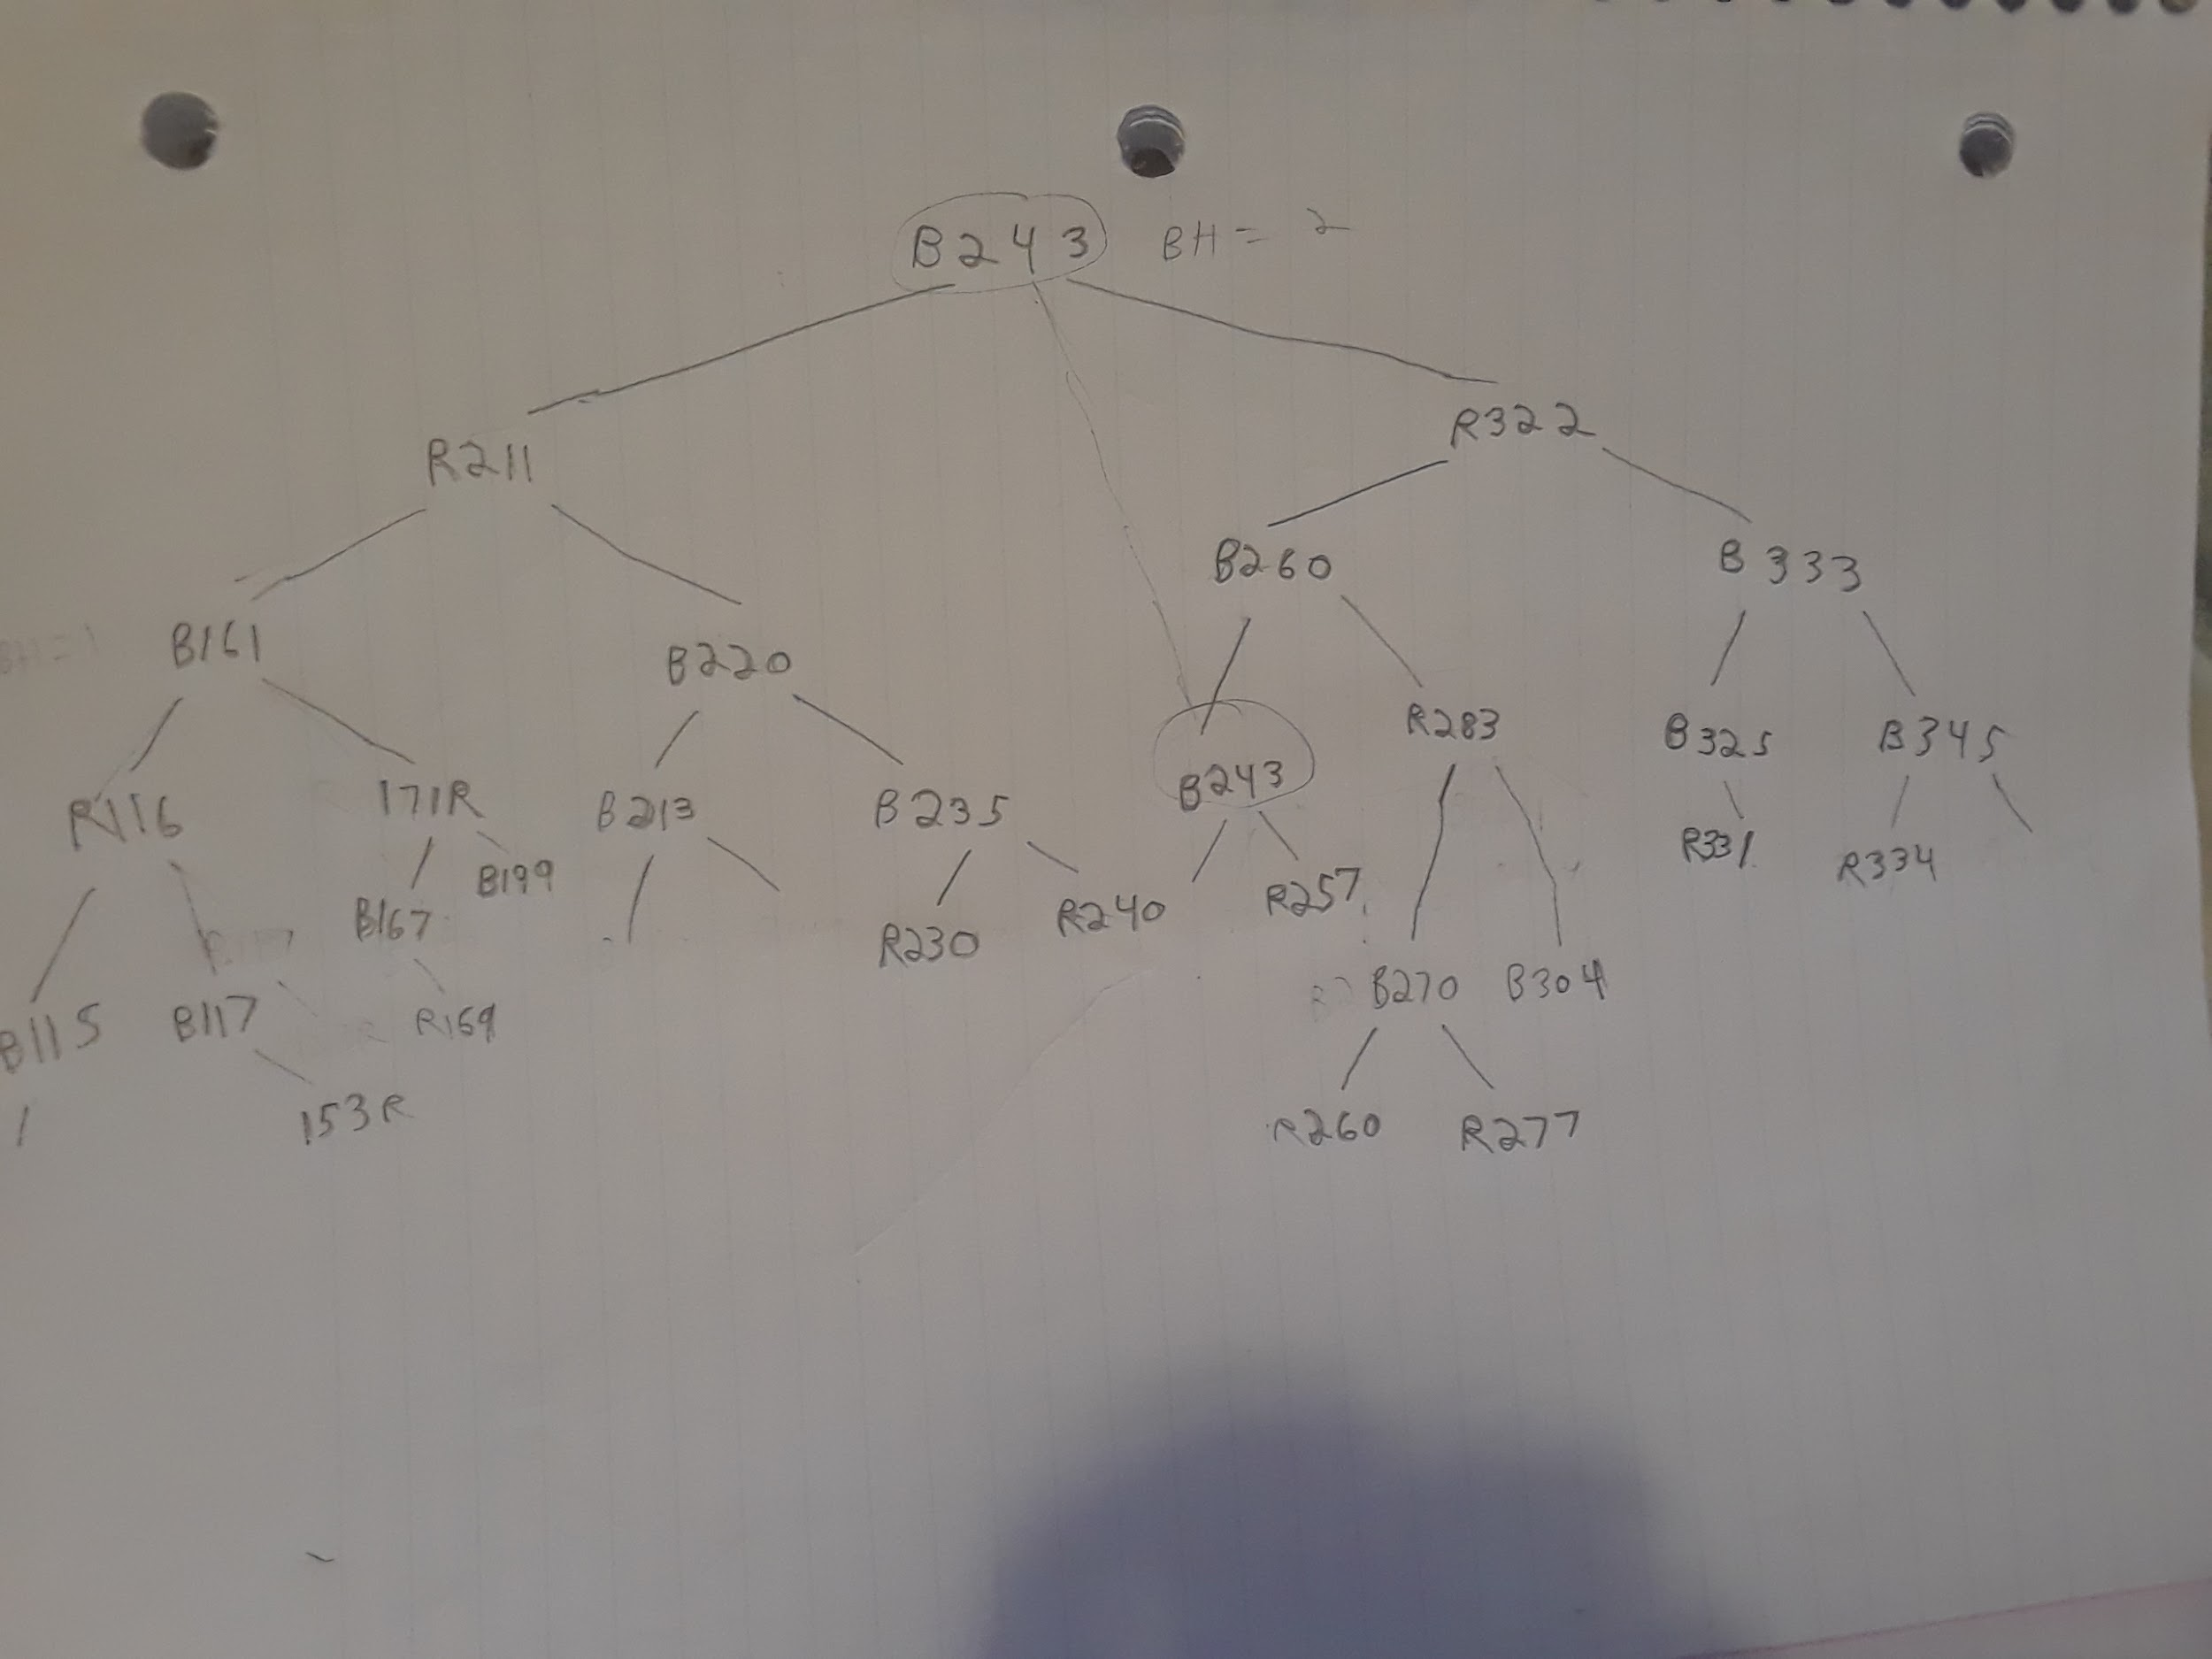 B243 BH= 2
R211 R322
B161 B220 B260 B333
R116 171R B213 B235 B243 R283 B325 B345
B167 B199 R230 R240 R257 R331 R334
B115 B117 R169 B270 B304
153R R260 R277